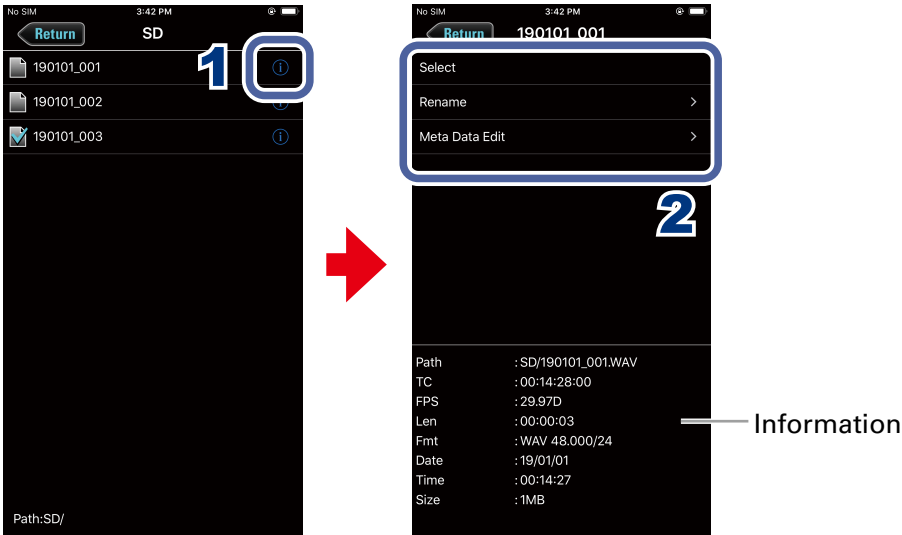 No SIM 3:42 PM
Return SD
190101_001
190101_002
190101_003
Path:SD/
1
No SIM 3:42 PM
Return 190101_001
Select
Rename >
Meta Data Edit >
2
Path : SD/190101_001.WAV
TC : 00:14:28:00
FPS : 29.97D
Len : 00:00:03
Fmt : WAV 48.000/24
Date : 19/01/01
Time : 00:14:27
Size : 1MB
Information